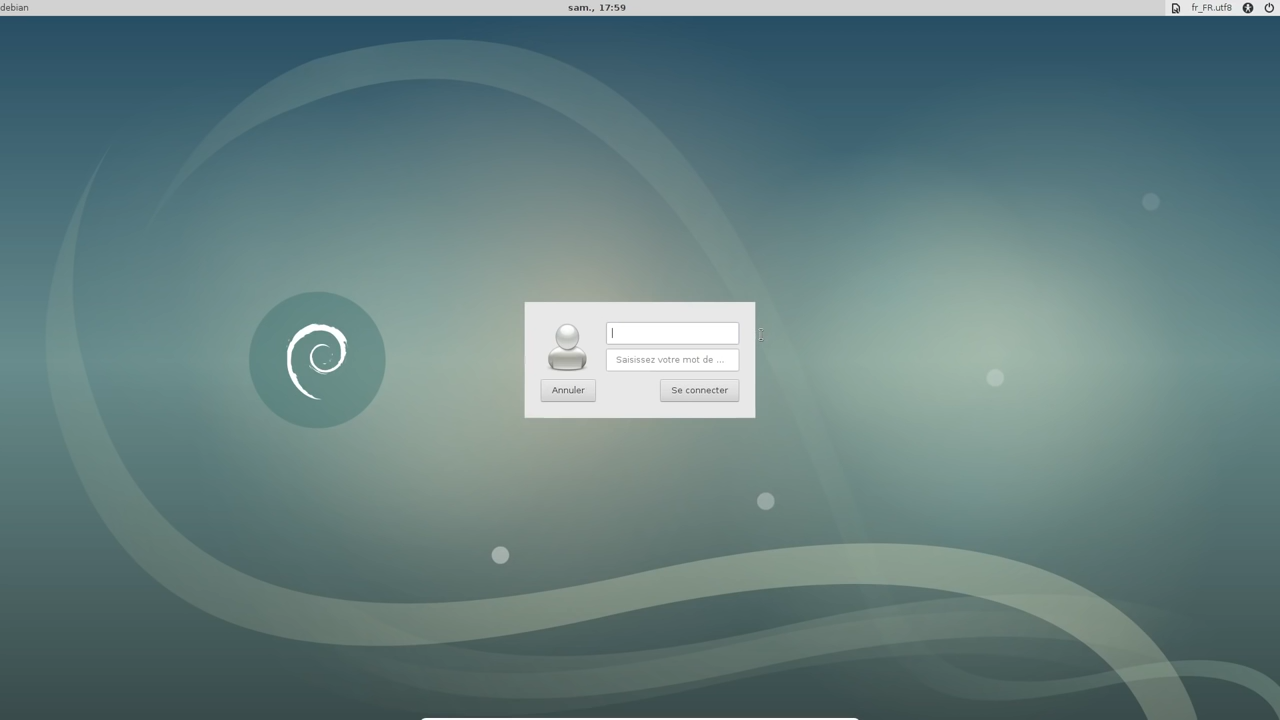 debian
sam., 17:59
fr_FR.utf8
Saisissez votre mot de ...
Annuler
Se connecter